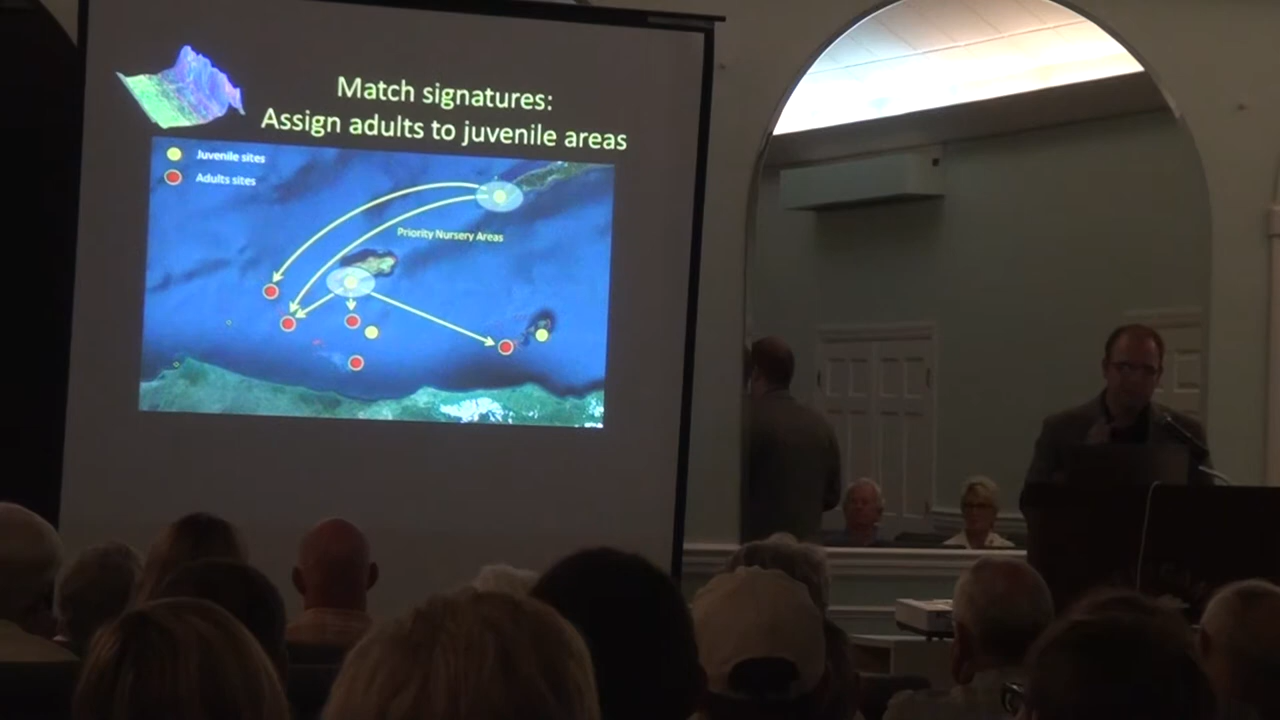 Match signatures:
Assign adults to juvenile areas
Juvenile sites
Adults sites
Priority Nursery Areas